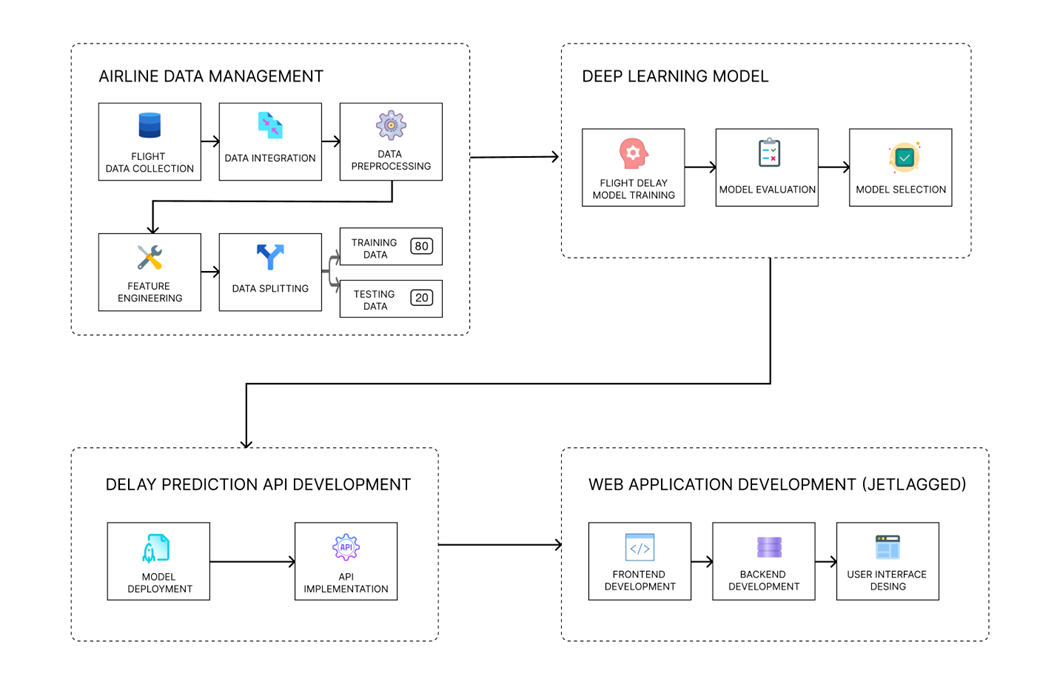 AIRLINE DATA MANAGEMENT
FLIGHT
DATA COLLECTION
DATA INTEGRATION
DATA
PREPROCESSING
FEATURE
ENGINEERING
DATA SPLITTING
TRAINING
DATA
80
TESTING
DATA
20
DEEP LEARNING MODEL
FLIGHT DELAY
MODEL TRAINING
MODEL EVALUATION
MODEL SELECTION
DELAY PREDICTION API DEVELOPMENT
MODEL
DEPLOYMENT
API
API
IMPLEMENTATION
WEB APPLICATION DEVELOPMENT (JETLAGGED)
</>
FRONTEND
DEVELOPMENT
BACKEND
DEVELOPMENT
USER INTERFACE
DESING